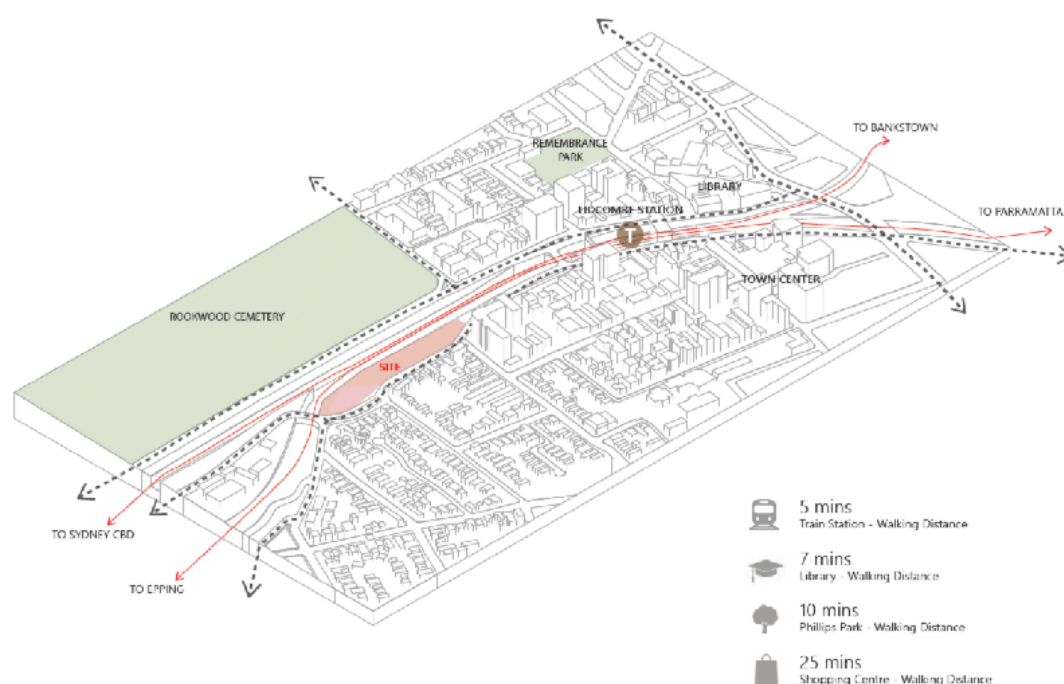 TO BANKSTOWN
REMEMBRANCE
PARK
LIBRARY
LIDCOMBE STATION
T
TO PARRAMATTA
TOWN CENTER
ROOKWOOD CEMETERY
SITE
TO SYDNEY CBD
TO EPPING
5 mins
Train Station - Walking Distance
7 mins
Library - Walking Distance
10 mins
Phillips Park - Walking Distance
25 mins
Shopping Centre - Walking Distance